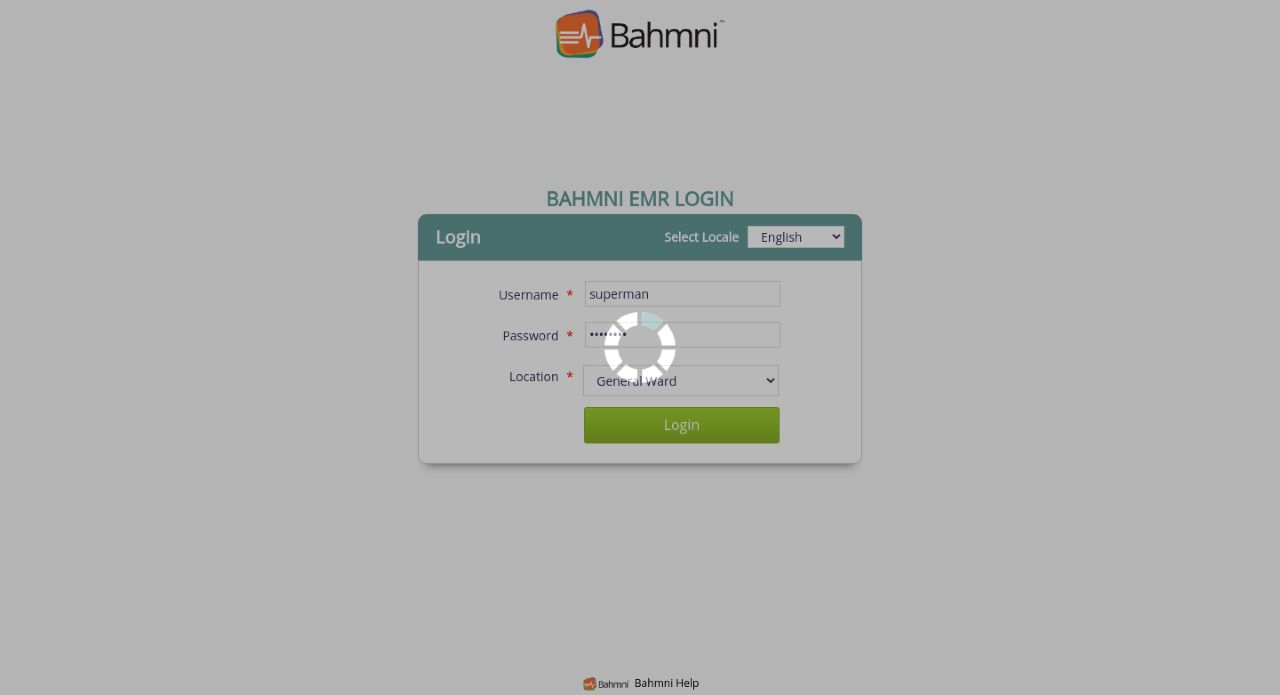 Bahmni™
BAHMNI EMR LOGIN
Login
Select Locale English
Username * superman
Password * ••••••••
Location * General Ward
Login
Bahmni Bahmni Help